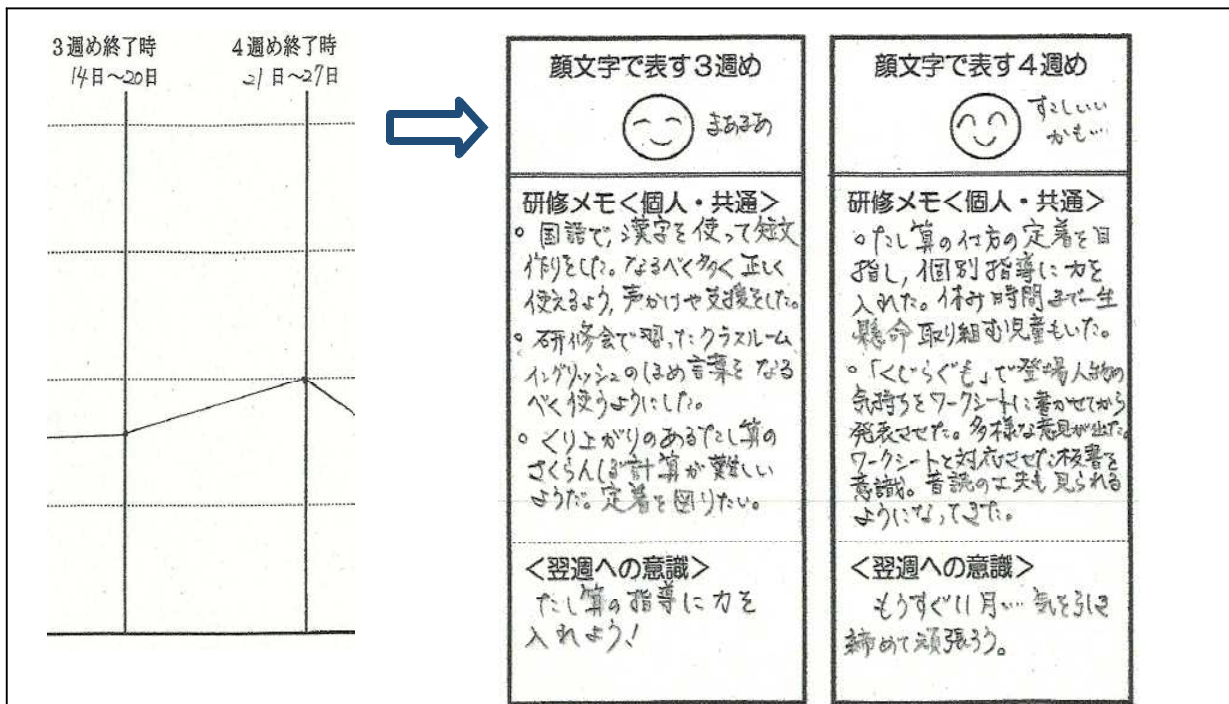 3週め終了時
14日～20日
4週め終了時
21日～27日
顔文字で表す3週め
まあまあ
研修メモ＜個人・共通＞
。国語で，漢字を使って短文
作りをした。なるべく多く正しく
使えるよう，声かけや支援をした。
。研修会で習ったクラスルーム
イングリッシュのほめ言葉をなる
べく使うようにした。
。くり上がりのあるたし算の
さくらんぼ計算が難しい
ようだ。定着を図りたい。
＜翌週への意識＞
たし算の指導に力を
入れよう！
顔文字で表す4週め
すこしいい
かも…
研修メモ＜個人・共通＞
。たし算の仕方の定着を目
指し，個別指導に力を
入れた。休み時間まで一生
懸命取り組む児童もいた。
。「くじらぐも」で登場人物の
気持ちをワークシートに書かせてから
発表させた。多様な意見が出た。
ワークシートと対応させた板書を
意識。音読の工夫も見られる
ようになってきた。
＜翌週への意識＞
もうすぐ11月…気を引き
締めて頑張ろう。